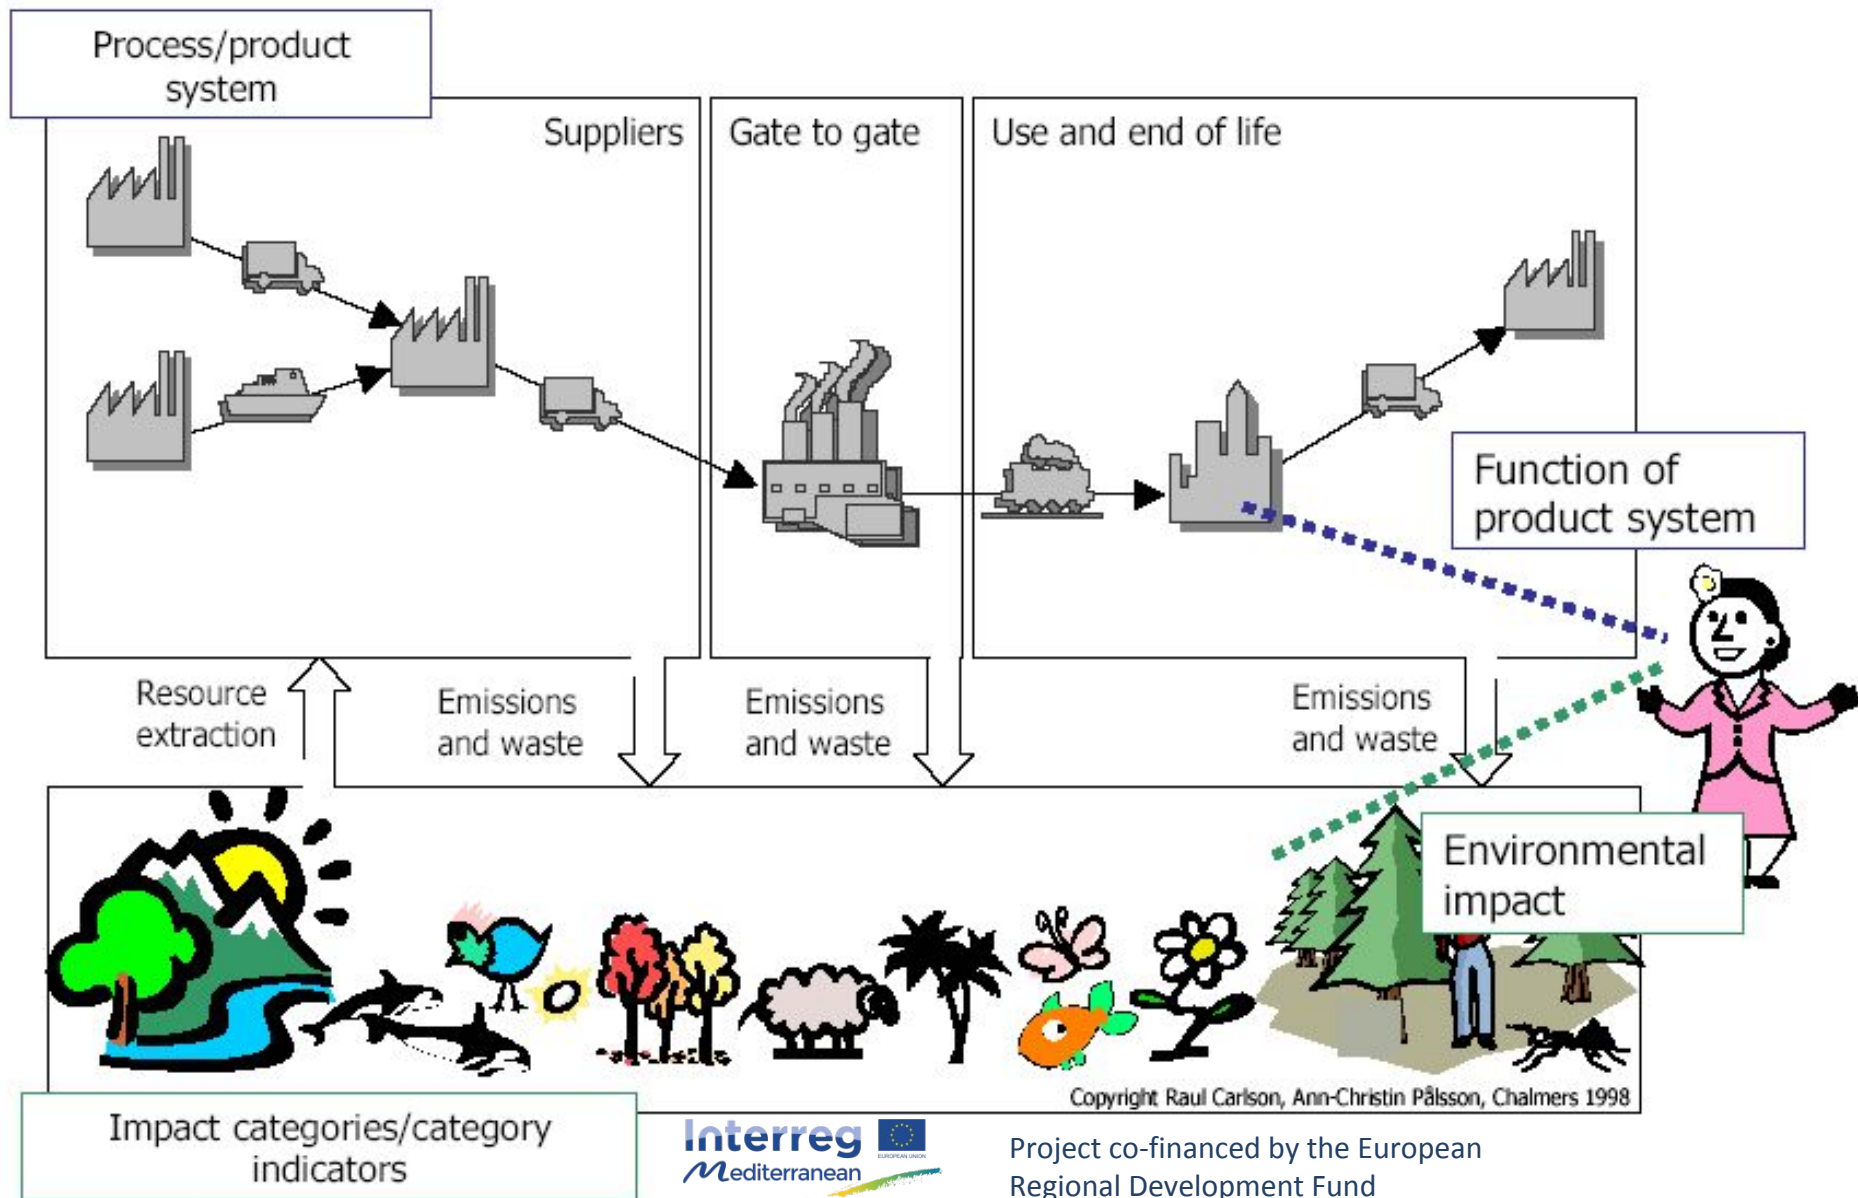 Process/product
system
Suppliers
Gate to gate
Use and end of life
Function of
product system
Resource
extraction
Emissions
and waste
Emissions
and waste
Emissions
and waste
Environmental
impact
Copyright Raul Carlson, Ann-Christin Pålsson, Chalmers 1998
Impact categories/category
indicators
Interreg
Mediterranean
EUROPEAN UNION
Project co-financed by the European
Regional Development Fund